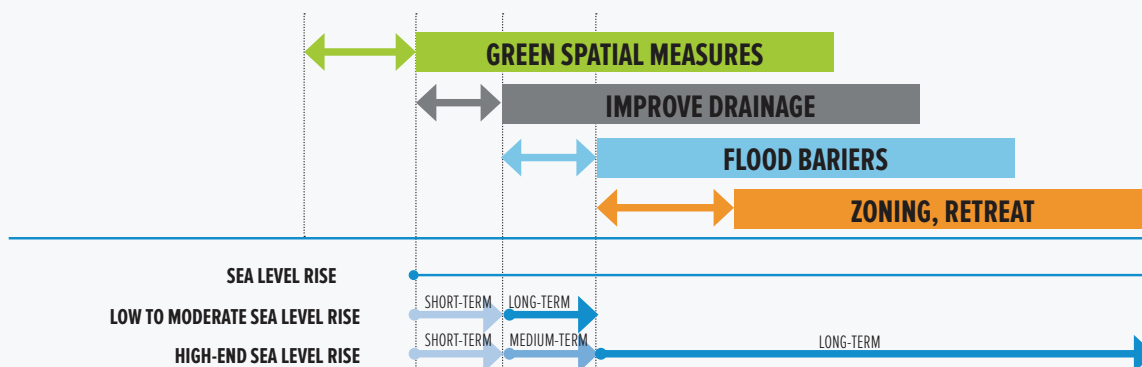 GREEN SPATIAL MEASURES
IMPROVE DRAINAGE
FLOOD BARIERS
ZONING, RETREAT
SEA LEVEL RISE
LOW TO MODERATE SEA LEVEL RISE
SHORT-TERM
LONG-TERM
HIGH-END SEA LEVEL RISE
SHORT-TERM
MEDIUM-TERM
LONG-TERM